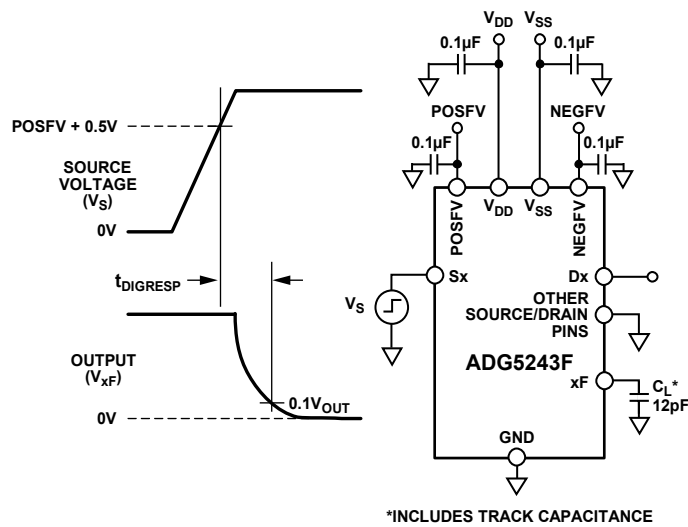 POSFV + 0.5V
SOURCE
VOLTAGE
(VS)
0V
tDIGRESP
OUTPUT
(VxF)
0V
0.1VOUT
VDD
VSS
0.1µF
0.1µF
POSFV
NEGFV
0.1µF
0.1µF
POSFV
VDD
VSS
NEGFV
Sx
Dx
VS
OTHER
SOURCE/DRAIN
PINS
ADG5243F
xF
CL*
12pF
GND
*INCLUDES TRACK CAPACITANCE